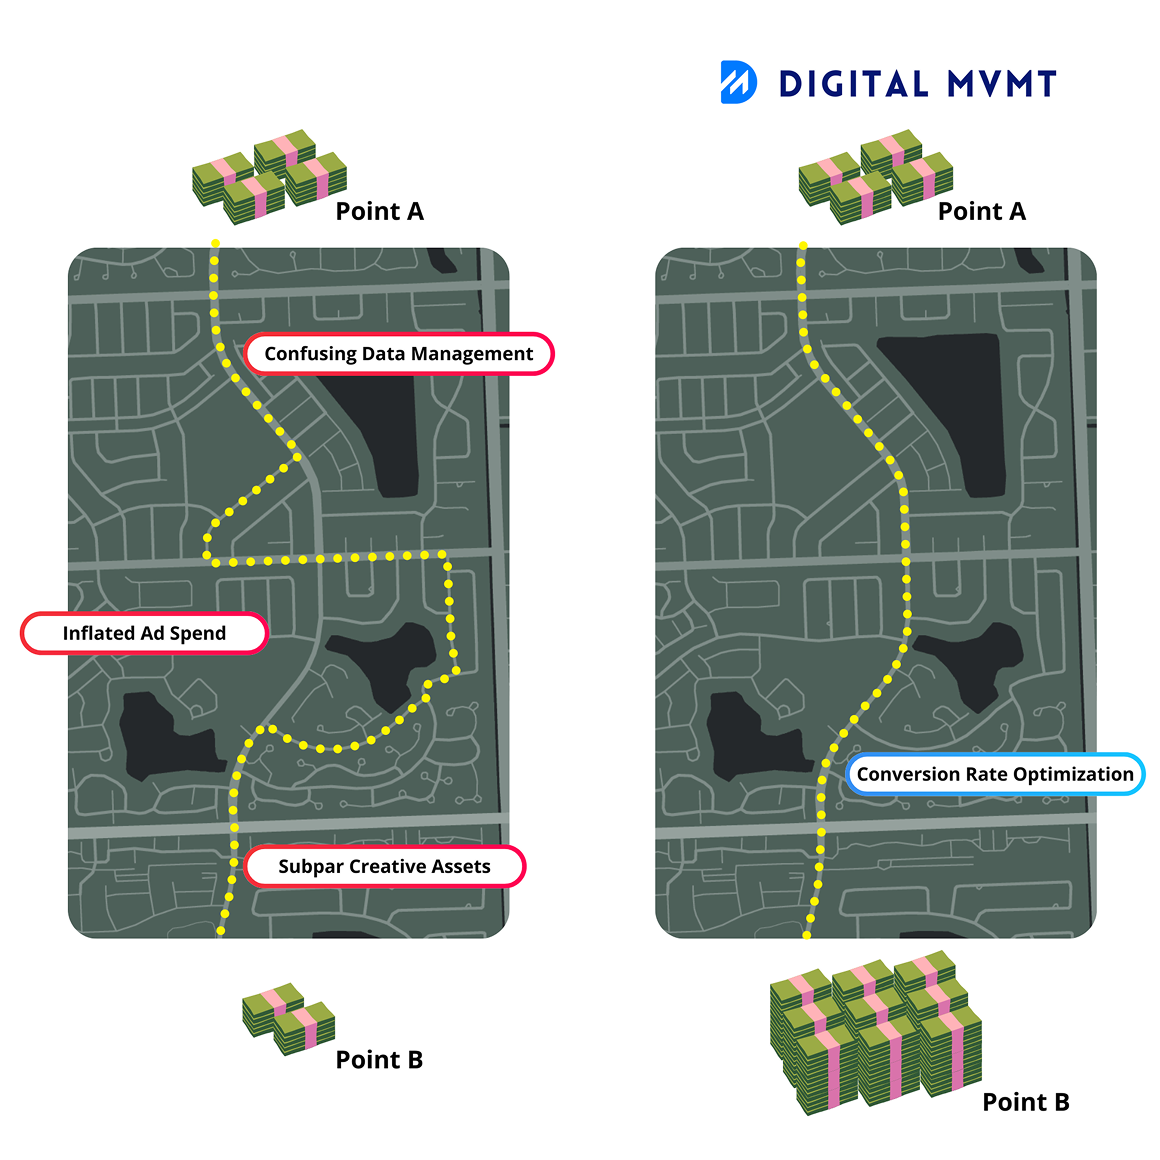 DIGITAL MVMT
Point A
Point A
Confusing Data Management
Inflated Ad Spend
Conversion Rate Optimization
Subpar Creative Assets
Point B
Point B